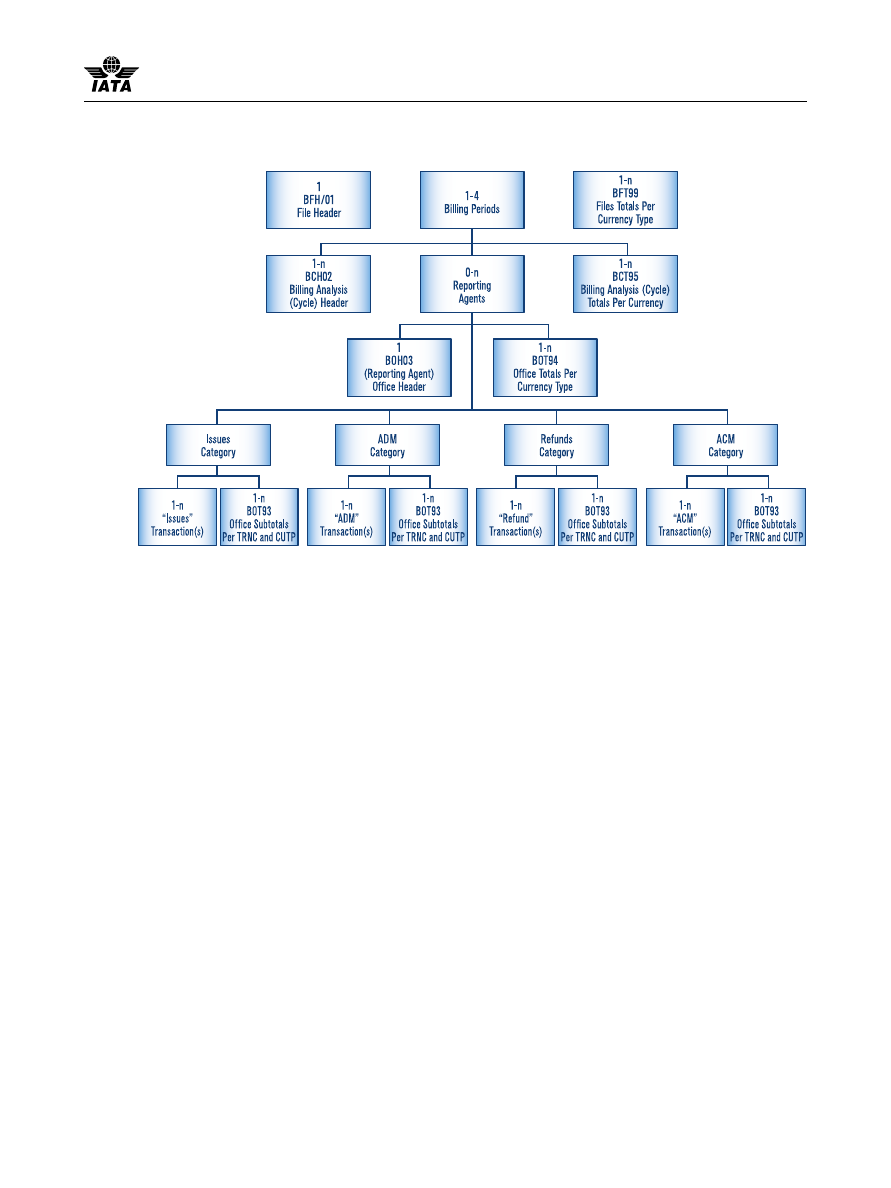 IATA
1
BFH/01
File Header
1-4
Billing Periods
1-n
BFT99
Files Totals Per
Currency Type
1-n
BCH02
Billing Analysis
(Cycle) Header
0-n
Reporting
Agents
1-n
BCT95
Billing Analysis (Cycle)
Totals Per Currency
1
BOH03
(Reporting Agent)
Office Header
1-n
BOT94
Office Totals Per
Currency Type
Issues
Category
ADM
Category
Refunds
Category
ACM
Category
1-n
“Issues”
Transaction(s)
1-n
BOT93
Office Subtotals
Per TRNC and CUTP
1-n
“ADM”
Transaction(s)
1-n
BOT93
Office Subtotals
Per TRNC and CUTP
1-n
“Refund”
Transaction(s)
1-n
BOT93
Office Subtotals
Per TRNC and CUTP
1-n
“ACM”
Transaction(s)
1-n
BOT93
Office Subtotals
Per TRNC and CUTP